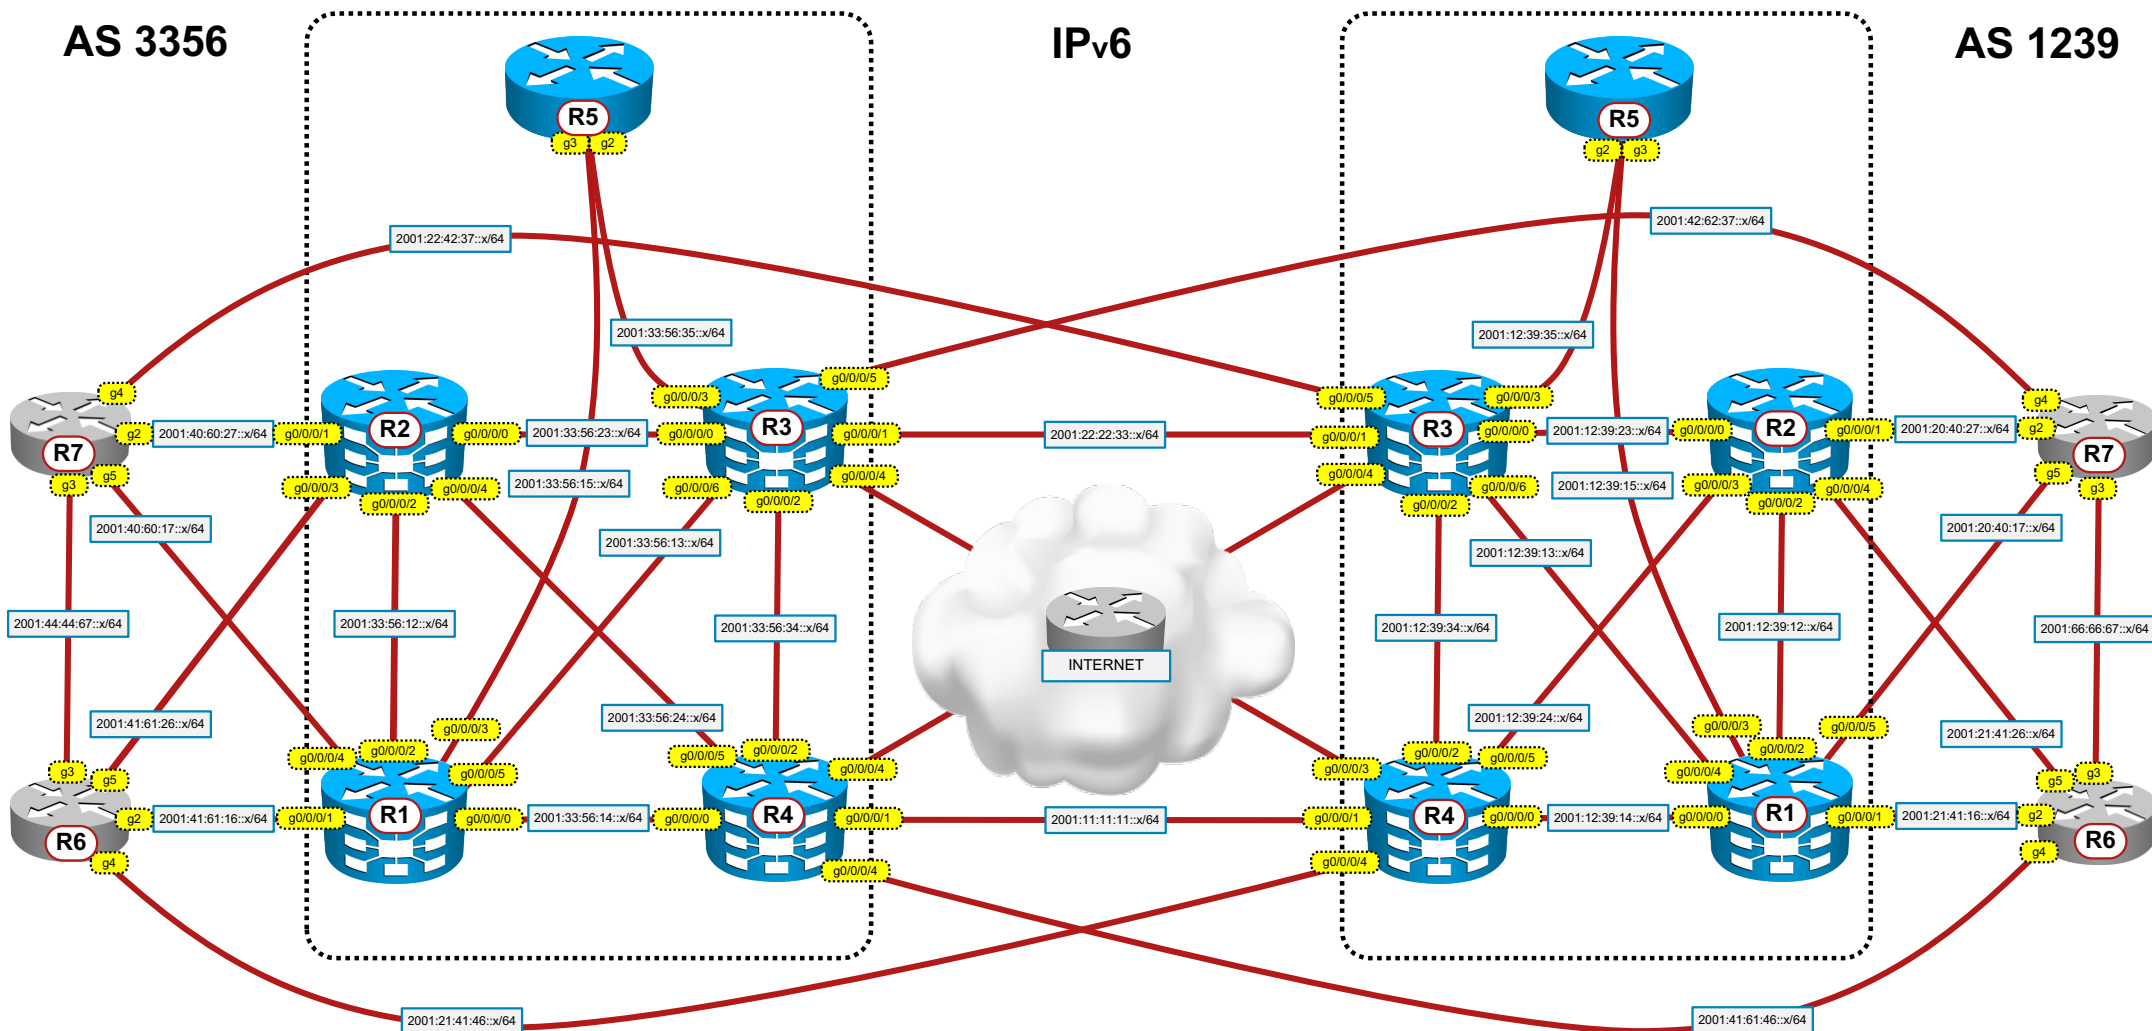 AS 3356
IPv6
AS 1239
R5
g3
g2
R5
g2
g3
2001:22:42:37::x/64
2001:42:62:37::x/64
2001:33:56:35::x/64
2001:12:39:35::x/64
g4
g0/0/0/5
g0/0/0/3
g0/0/0/5
g0/0/0/3
g4
R7
g2
2001:40:60:27::x/64
g0/0/0/1
R2
g0/0/0/0
2001:33:56:23::x/64
g0/0/0/0
R3
g0/0/0/1
2001:22:22:33::x/64
g0/0/0/1
R3
g0/0/0/0
2001:12:39:23::x/64
g0/0/0/0
R2
g0/0/0/1
2001:20:40:27::x/64
g2
R7
g3
g5
g0/0/0/3
g0/0/0/2
g0/0/0/4
2001:33:56:15::x/64
g0/0/0/6
g0/0/0/2
g0/0/0/4
g0/0/0/4
g0/0/0/2
g0/0/0/6
2001:12:39:15::x/64
g0/0/0/3
g0/0/0/2
g0/0/0/4
g5
g3
2001:40:60:17::x/64
2001:33:56:13::x/64
2001:12:39:13::x/64
2001:20:40:17::x/64
2001:44:44:67::x/64
2001:33:56:12::x/64
2001:33:56:34::x/64
INTERNET
2001:12:39:34::x/64
2001:12:39:12::x/64
2001:66:66:67::x/64
2001:41:61:26::x/64
2001:33:56:24::x/64
2001:12:39:24::x/64
2001:21:41:26::x/64
g3
g5
g0/0/0/4
g0/0/0/2
g0/0/0/3
g0/0/0/5
g0/0/0/5
g0/0/0/2
g0/0/0/4
g0/0/0/3
g0/0/0/2
g0/0/0/5
g0/0/0/4
g0/0/0/3
g0/0/0/2
g0/0/0/5
g5
g3
R6
g2
2001:41:61:16::x/64
g0/0/0/1
R1
g0/0/0/0
2001:33:56:14::x/64
g0/0/0/0
R4
g0/0/0/1
2001:11:11:11::x/64
g0/0/0/1
R4
g0/0/0/0
2001:12:39:14::x/64
g0/0/0/0
R1
g0/0/0/1
2001:21:41:16::x/64
g2
R6
g4
g0/0/0/4
g0/0/0/4
g4
2001:21:41:46::x/64
2001:41:61:46::x/64